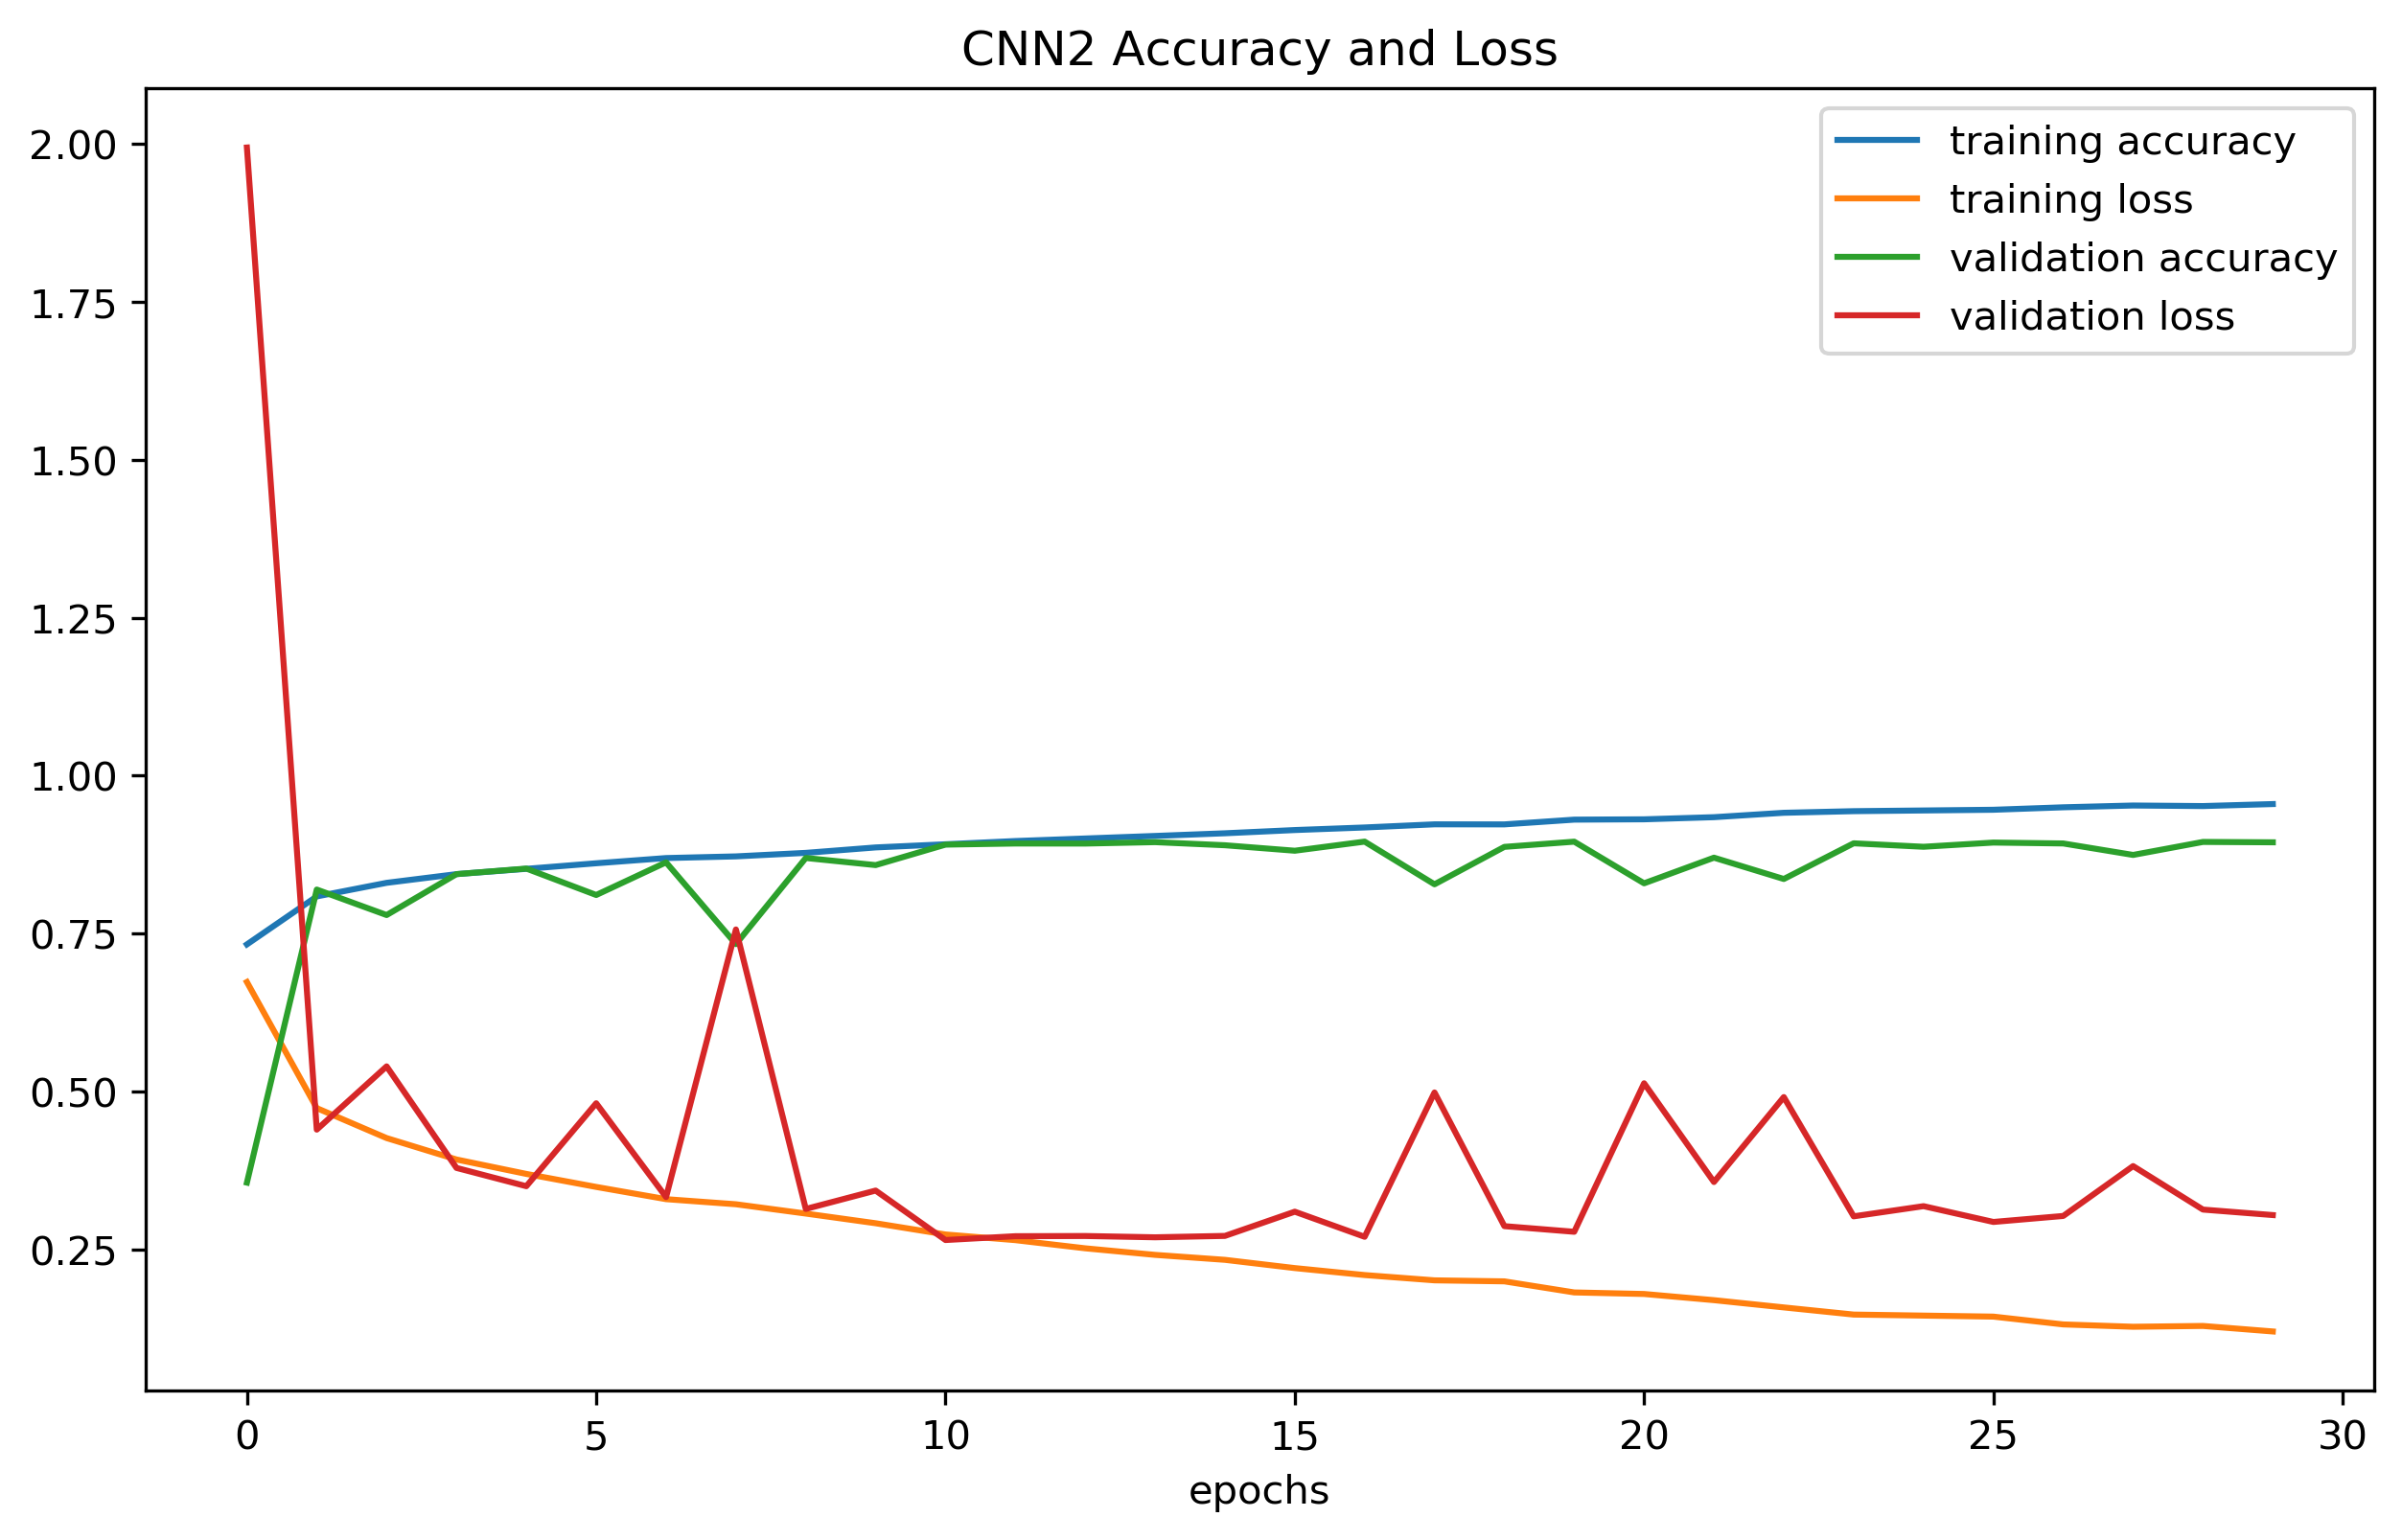 CNN2 Accuracy and Loss
training accuracy
training loss
validation accuracy
validation loss
2.00
1.75
1.50
1.25
1.00
0.75
0.50
0.25
0 5 10 15 20 25 30
epochs